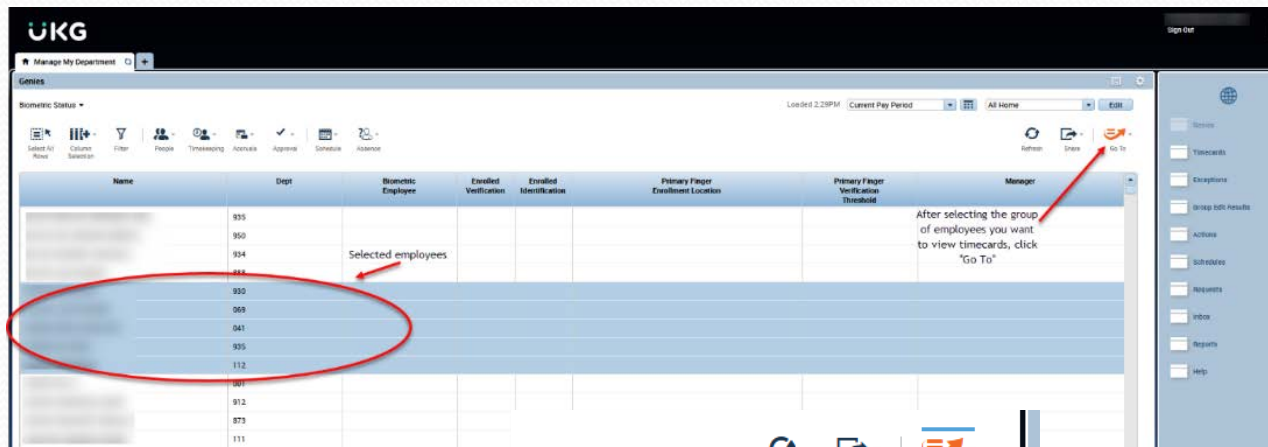 UKG
Sign Out
Manage My Department
+
Genies
Biometric Status
Loaded 2:29PM Current Pay Period All Home Edit
Select All Rows
Column Selection
Filter
People
Timekeeping
Accruals
Approval
Schedule
Absence
Refresh
Share
Go To
Name Dept Biometric Employee Enrolled Verification Enrolled Identification Primary Finger Enrollment Location Primary Finger Verification Threshold Manager
935
950
934
930
069
041
935
112
801
912
873
111
Selected employees
After selecting the group
of employees you want
to view timecards, click
"Go To"
Genies
Timecards
Exceptions
Group Edit Results
Actions
Schedules
Requests
Inbox
Reports
Help